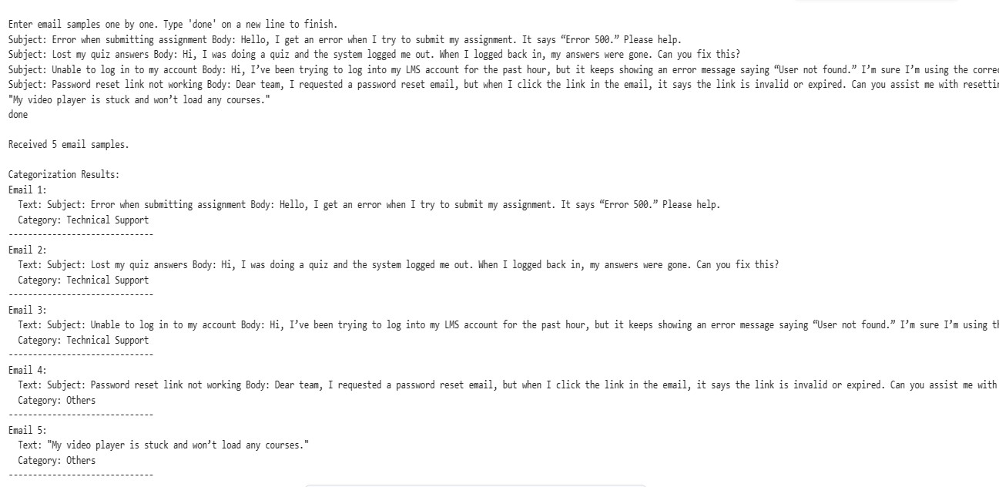 Enter email samples one by one. Type 'done' on a new line to finish.
Subject: Error when submitting assignment Body: Hello, I get an error when I try to submit my assignment. It says “Error 500.” Please help.
Subject: Lost my quiz answers Body: Hi, I was doing a quiz and the system logged me out. When I logged back in, my answers were gone. Can you fix this?
Subject: Unable to log in to my account Body: Hi, I’ve been trying to log into my LMS account for the past hour, but it keeps showing an error message saying “User not found.” I’m sure I’m using the correc
Subject: Password reset link not working Body: Dear team, I requested a password reset email, but when I click the link in the email, it says the link is invalid or expired. Can you assist me with resettin
"My video player is stuck and won’t load any courses."
done
Received 5 email samples.
Categorization Results:
Email 1:
Text: Subject: Error when submitting assignment Body: Hello, I get an error when I try to submit my assignment. It says “Error 500.” Please help.
Category: Technical Support
------------------------------
Email 2:
Text: Subject: Lost my quiz answers Body: Hi, I was doing a quiz and the system logged me out. When I logged back in, my answers were gone. Can you fix this?
Category: Technical Support
------------------------------
Email 3:
Text: Subject: Unable to log in to my account Body: Hi, I’ve been trying to log into my LMS account for the past hour, but it keeps showing an error message saying “User not found.” I’m sure I’m using th
Category: Technical Support
------------------------------
Email 4:
Text: Subject: Password reset link not working Body: Dear team, I requested a password reset email, but when I click the link in the email, it says the link is invalid or expired. Can you assist me with
Category: Others
------------------------------
Email 5:
Text: "My video player is stuck and won’t load any courses."
Category: Others
------------------------------